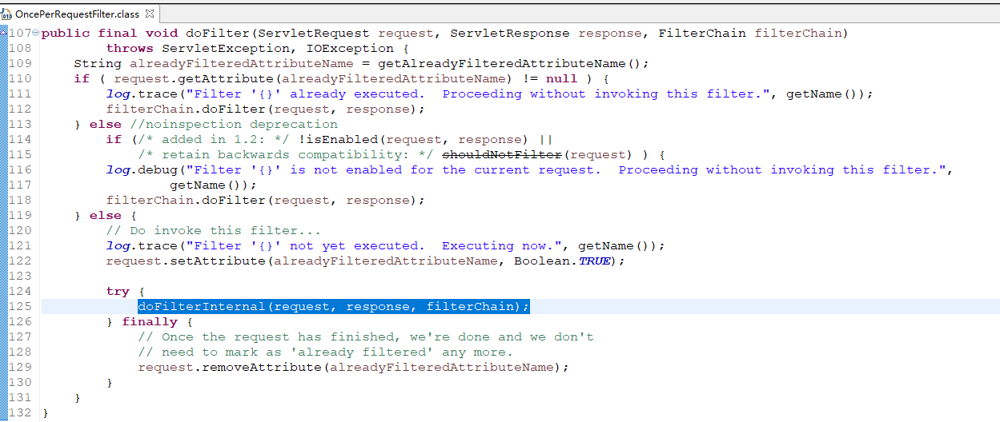 OncePerRequestFilter.class
107 public final void doFilter(ServletRequest request, ServletResponse response, FilterChain filterChain)
108         throws ServletException, IOException {
109     String alreadyFilteredAttributeName = getAlreadyFilteredAttributeName();
110     if ( request.getAttribute(alreadyFilteredAttributeName) != null ) {
111         log.trace("Filter '{}' already executed.  Proceeding without invoking this filter.", getName());
112         filterChain.doFilter(request, response);
113     } else //noinspection deprecation
114         if (/* added in 1.2: */ !isEnabled(request, response) ||
115             /* retain backwards compatibility: */ shouldNotFilter(request) ) {
116         log.debug("Filter '{}' is not enabled for the current request.  Proceeding without invoking this filter.",
117                 getName());
118         filterChain.doFilter(request, response);
119     } else {
120         // Do invoke this filter...
121         log.trace("Filter '{}' not yet executed.  Executing now.", getName());
122         request.setAttribute(alreadyFilteredAttributeName, Boolean.TRUE);
123
124         try {
125             doFilterInternal(request, response, filterChain);
126         } finally {
127             // Once the request has finished, we're done and we don't
128             // need to mark as 'already filtered' any more.
129             request.removeAttribute(alreadyFilteredAttributeName);
130         }
131     }
132 }